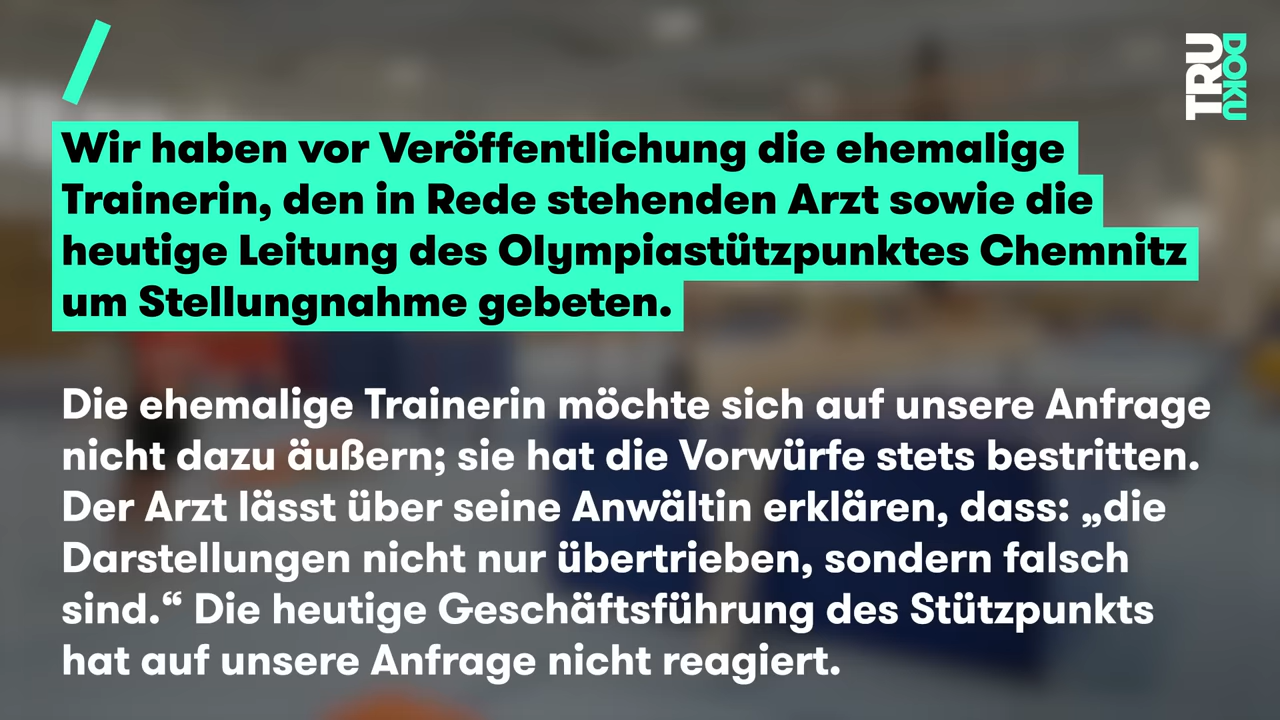 TRU
DOKU
Wir haben vor Veröffentlichung die ehemalige
Trainerin, den in Rede stehenden Arzt sowie die
heutige Leitung des Olympiastützpunktes Chemnitz
um Stellungnahme gebeten.
Die ehemalige Trainerin möchte sich auf unsere Anfrage
nicht dazu äußern; sie hat die Vorwürfe stets bestritten.
Der Arzt lässt über seine Anwältin erklären, dass: „die
Darstellungen nicht nur übertrieben, sondern falsch
sind.“ Die heutige Geschäftsführung des Stützpunkts
hat auf unsere Anfrage nicht reagiert.